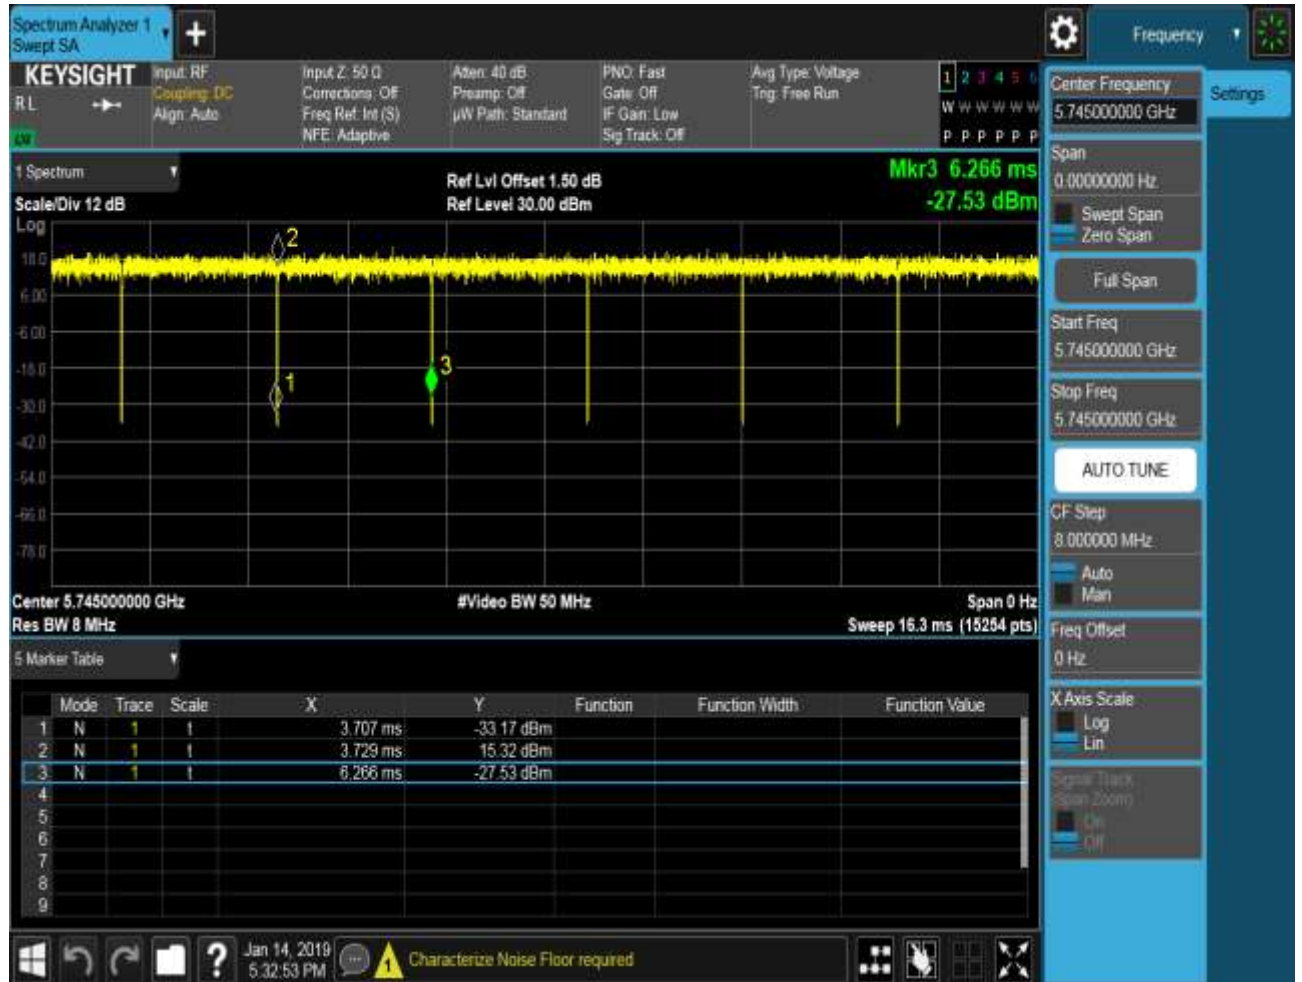 Spectrum Analyzer 1
Swept SA
+
Frequency
KEYSIGHT
R L
Input: RF
Coupling: DC
Align: Auto
Input Z: 50 Ω
Corrections: Off
Freq Ref: Int (S)
NFE: Adaptive
Atten: 40 dB
Preamp: Off
µW Path: Standard
PNO: Fast
Gate: Off
IF Gain: Low
Sig Track: Off
Avg Type: Voltage
Trig: Free Run
1 2 3 4 5 6
W W W W W W
P P P P P P
1 Spectrum
Scale/Div 12 dB
Ref Lvl Offset 1.50 dB
Ref Level 30.00 dBm
Mkr3 6.266 ms
-27.53 dBm
Log
18.0
6.00
-6.00
-18.0
-30.0
-42.0
-54.0
-66.0
-78.0
2
1
3
Center 5.745000000 GHz
#Video BW 50 MHz
Span 0 Hz
Res BW 8 MHz
Sweep 16.3 ms (15254 pts)
5 Marker Table
Mode Trace Scale X Y Function Function Width Function Value
1 N 1 t 3.707 ms -33.17 dBm
2 N 1 t 3.729 ms 15.32 dBm
3 N 1 t 6.266 ms -27.53 dBm
4
5
6
7
8
9
?
Jan 14, 2019
5:32:53 PM
1
Characterize Noise Floor required
Center Frequency
5.745000000 GHz
Settings
Span
0.00000000 Hz
Swept Span
Zero Span
Full Span
Start Freq
5.745000000 GHz
Stop Freq
5.745000000 GHz
AUTO TUNE
CF Step
8.000000 MHz
Auto
Man
Freq Offset
0 Hz
X Axis Scale
Log
Lin
Signal Track
(Span Zoom)
On
Off